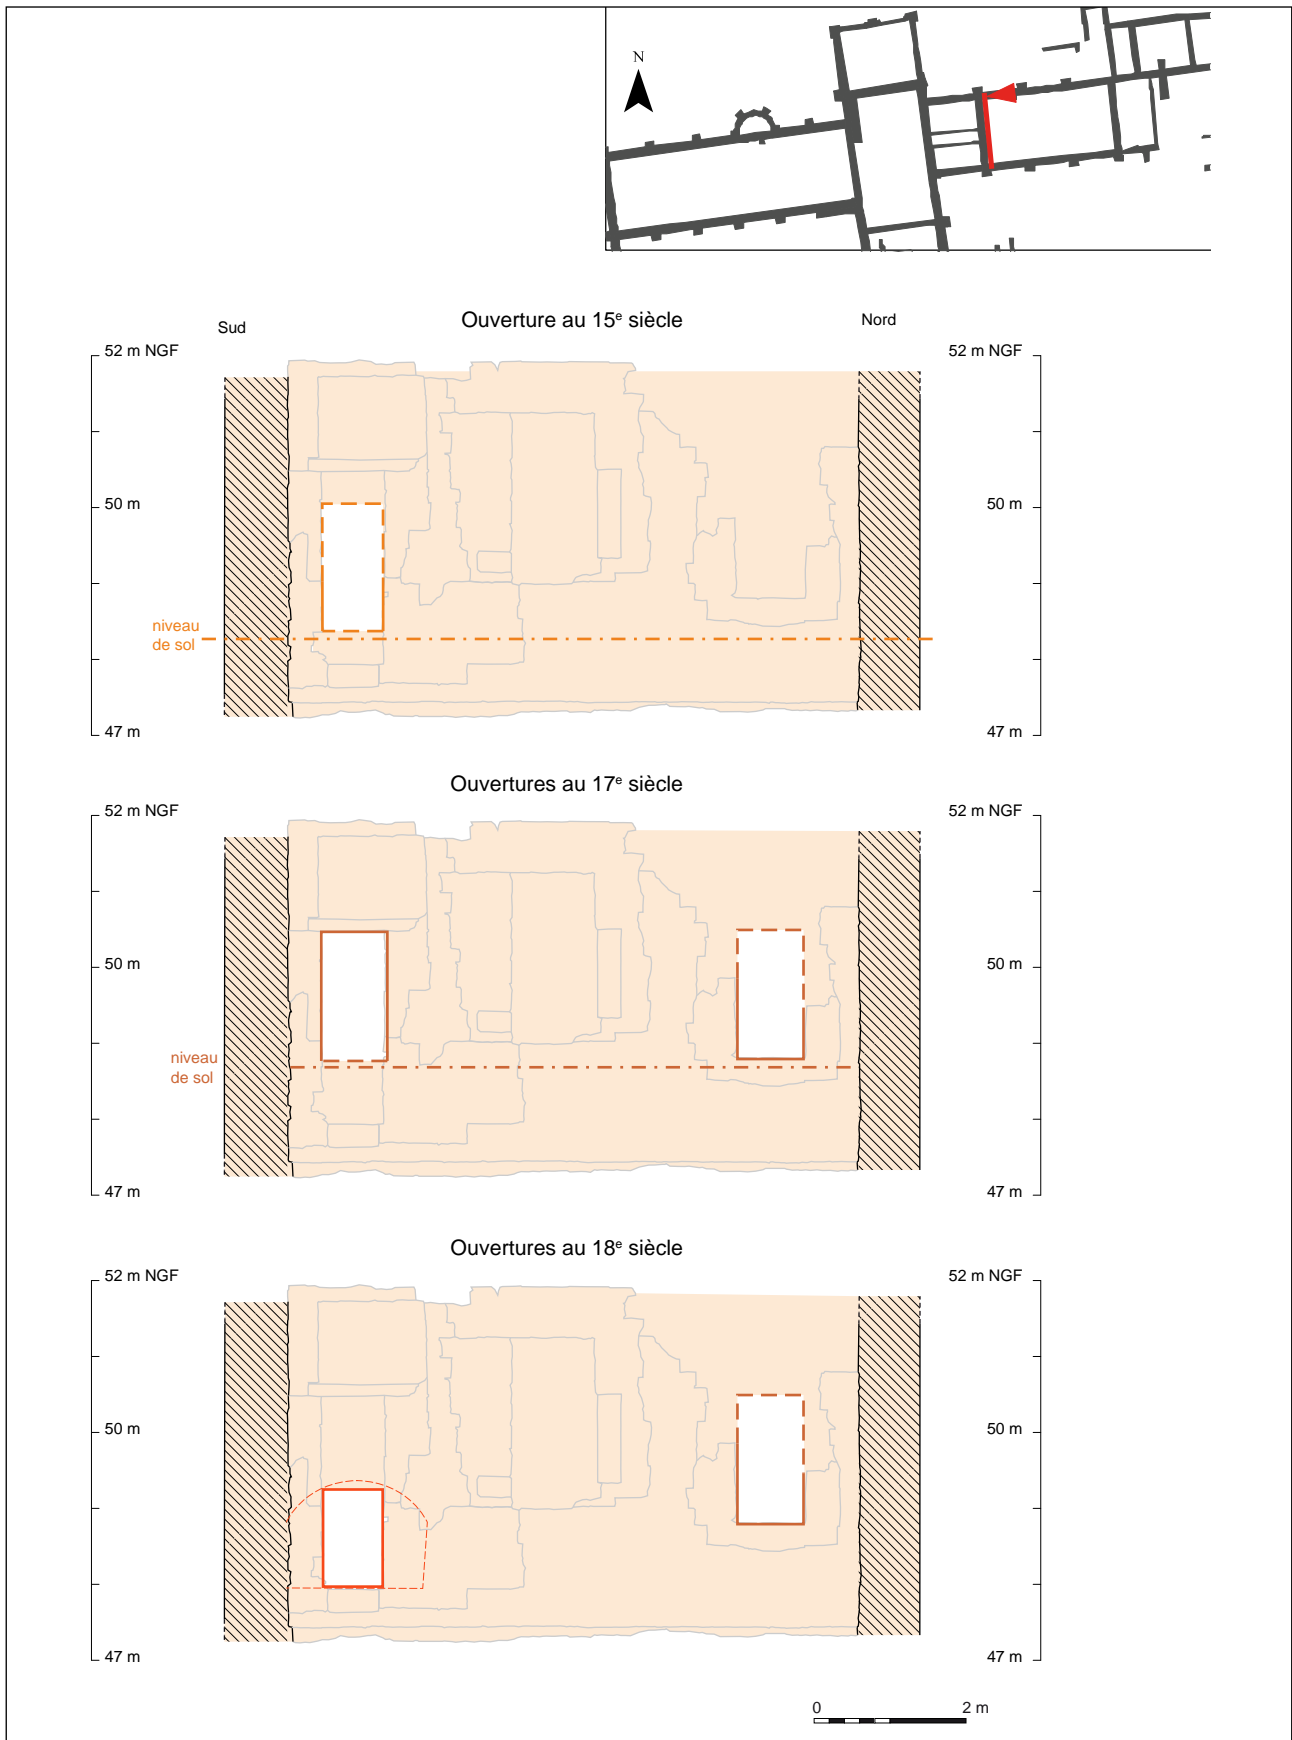 N
Sud
Ouverture au 15e siècle
Nord
52 m NGF
52 m NGF
50 m
50 m
niveau
de sol
47 m
47 m
Ouvertures au 17e siècle
52 m NGF
52 m NGF
50 m
50 m
niveau
de sol
47 m
47 m
Ouvertures au 18e siècle
52 m NGF
52 m NGF
50 m
50 m
47 m
47 m
0 2 m